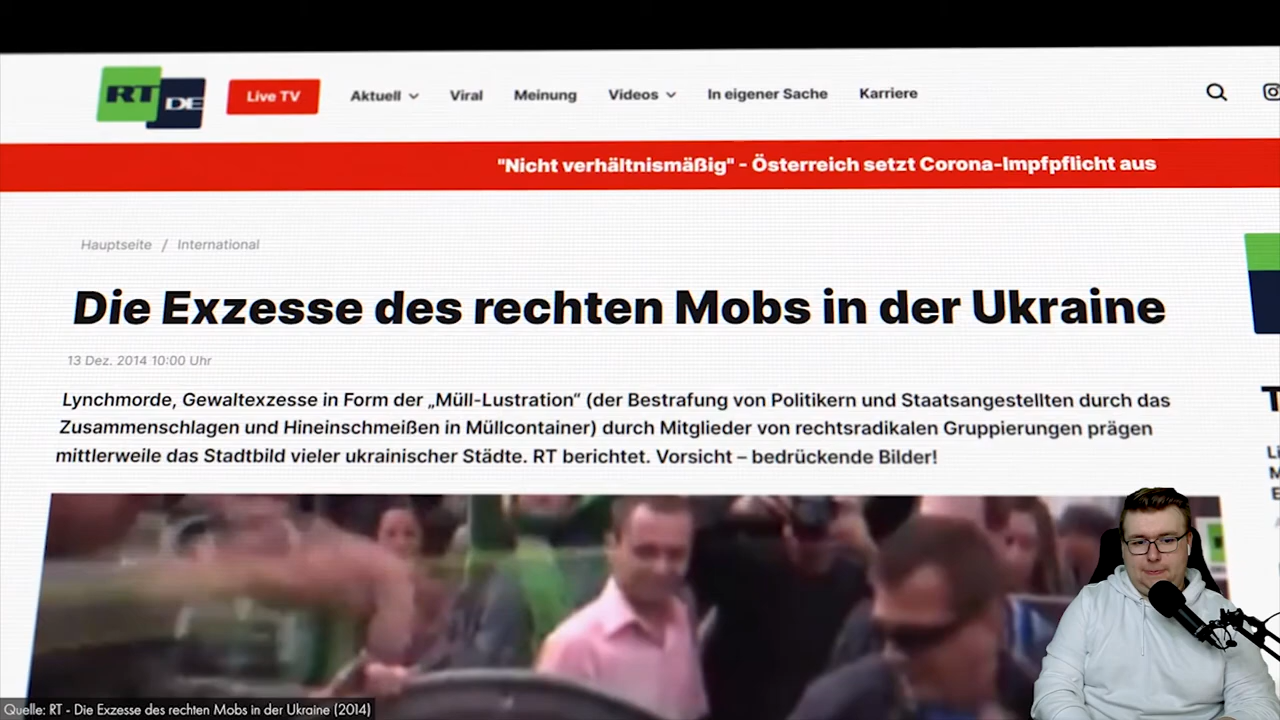 RT DE
Live TV
Aktuell
Viral
Meinung
Videos
In eigener Sache
Karriere
"Nicht verhältnismäßig" - Österreich setzt Corona-Impfpflicht aus
Hauptseite / International
Die Exzesse des rechten Mobs in der Ukraine
13 Dez. 2014 10:00 Uhr
Lynchmorde, Gewaltexzesse in Form der „Müll-Lustration“ (der Bestrafung von Politikern und Staatsangestellten durch das
Zusammenschlagen und Hineinschmeißen in Müllcontainer) durch Mitglieder von rechtsradikalen Gruppierungen prägen
mittlerweile das Stadtbild vieler ukrainischer Städte. RT berichtet. Vorsicht – bedrückende Bilder!
Quelle: RT - Die Exzesse des rechten Mobs in der Ukraine (2014)